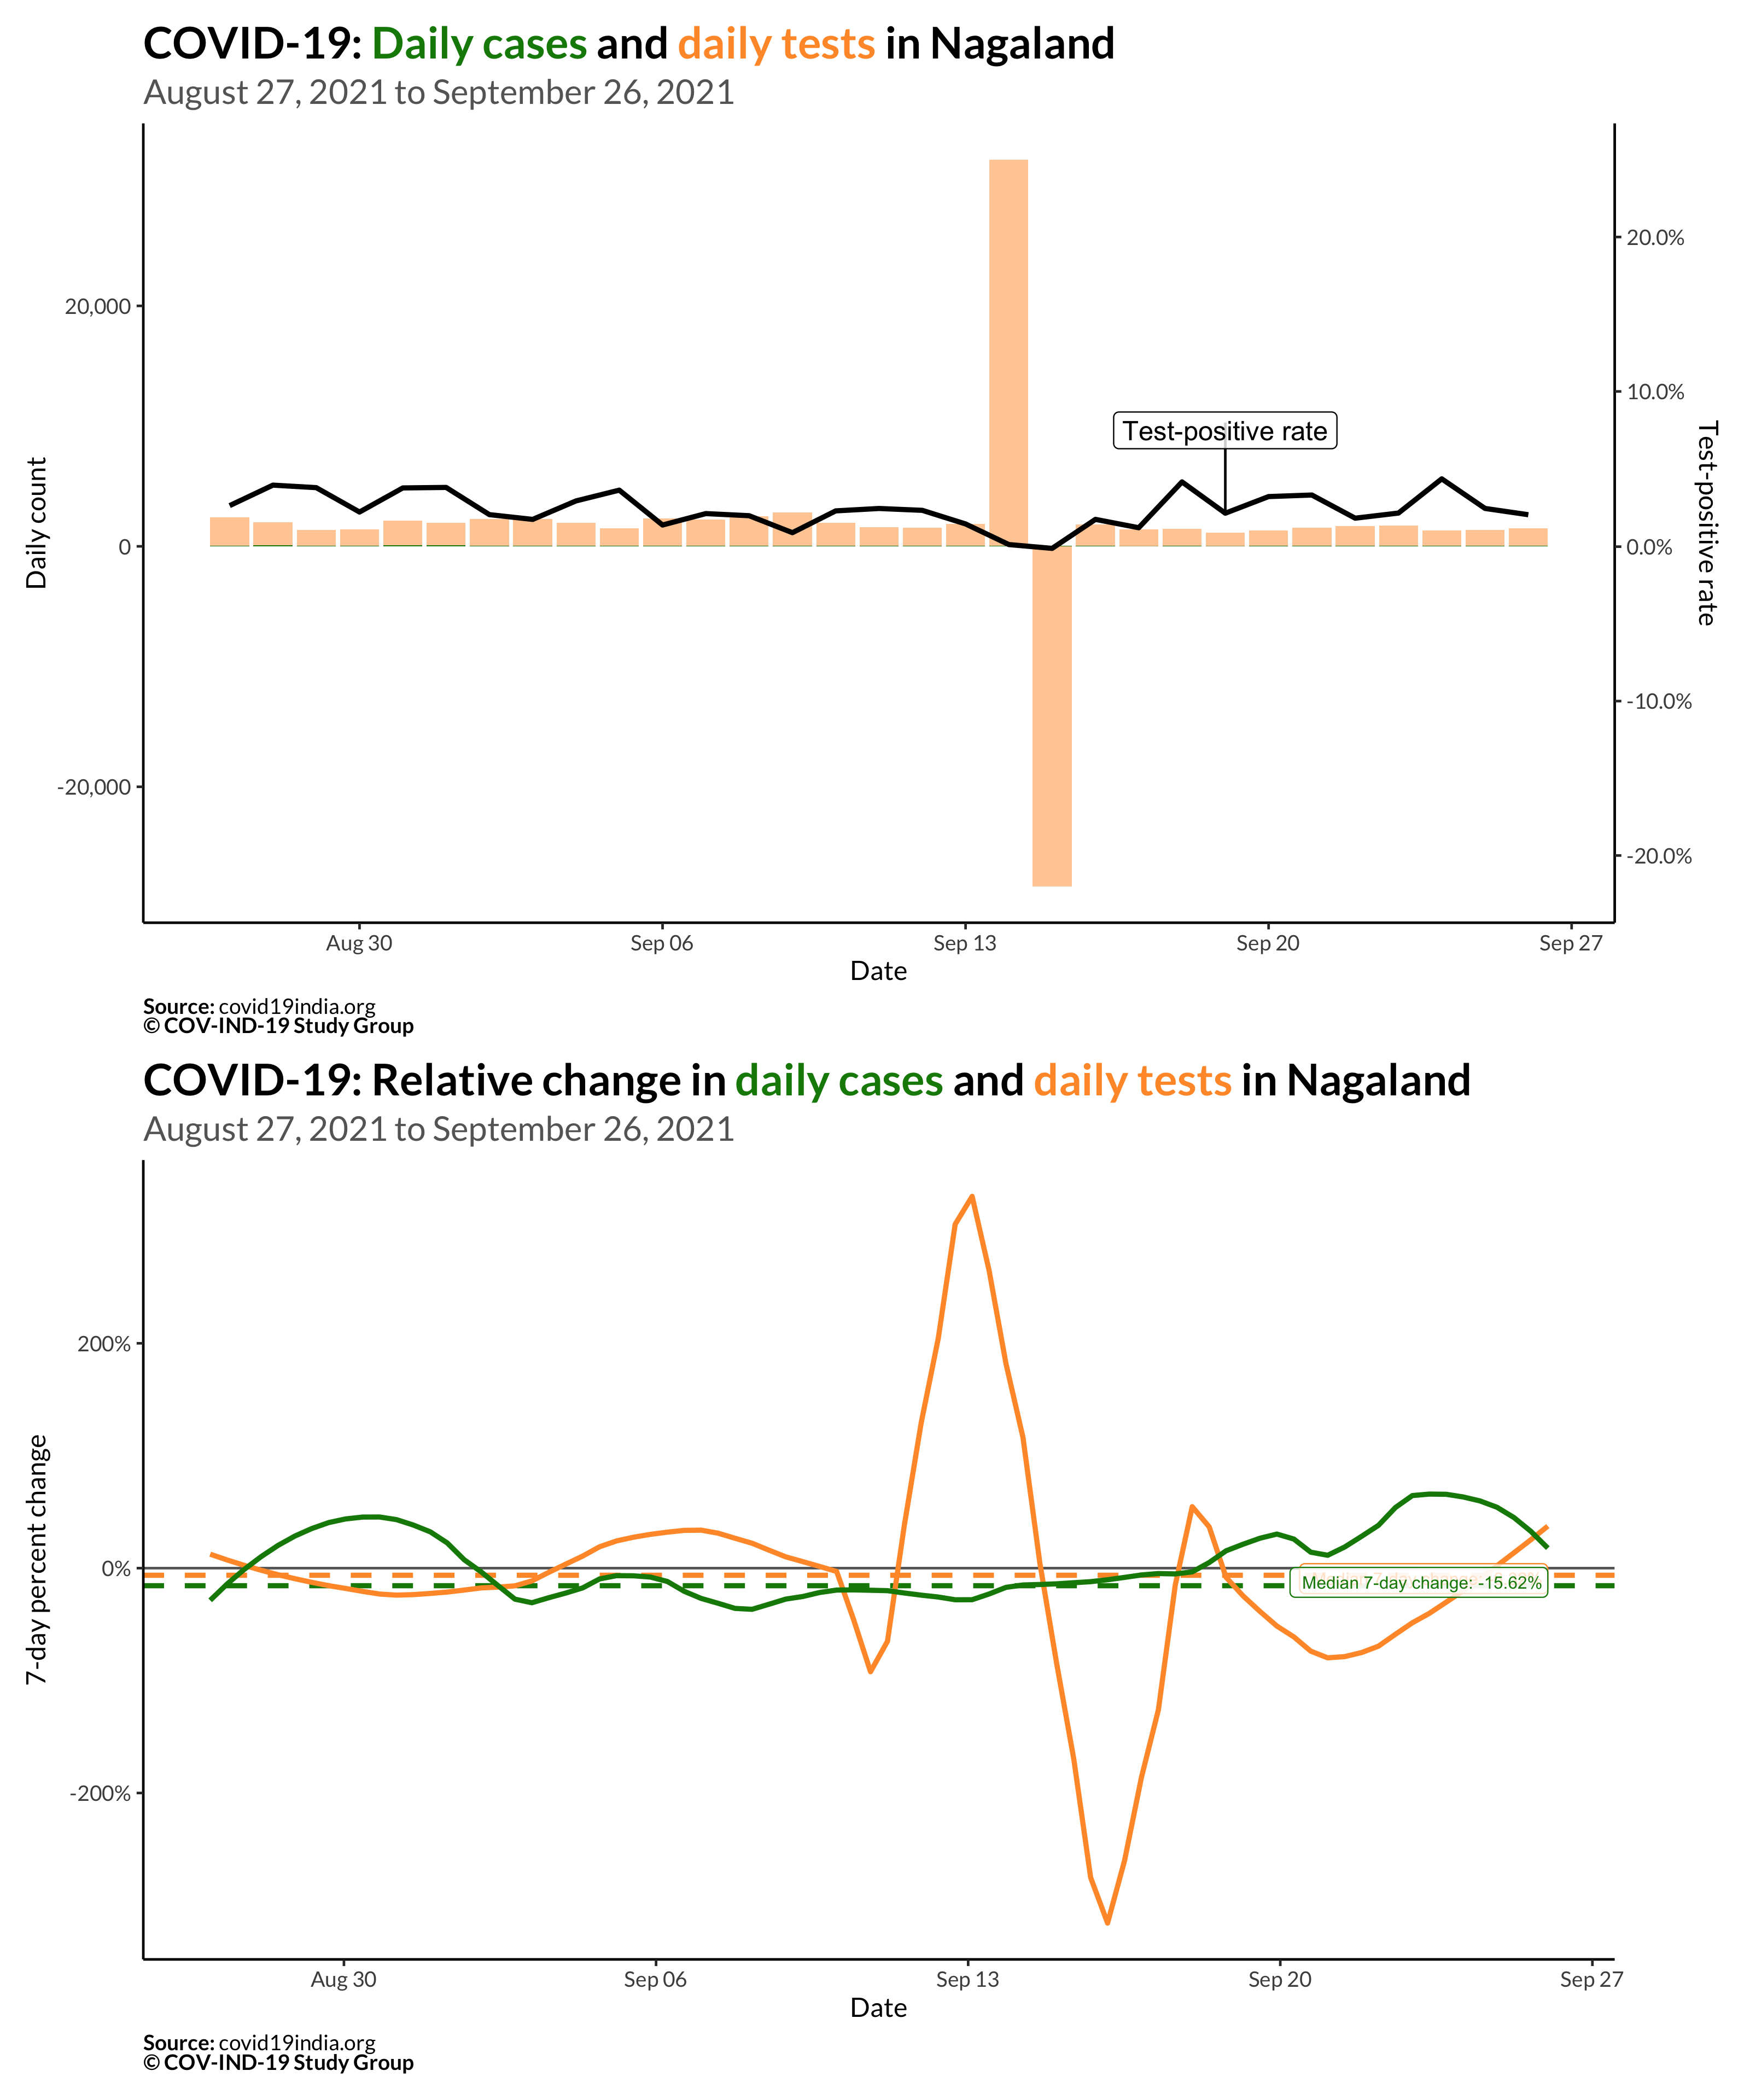 COVID-19: Daily cases and daily tests in Nagaland
August 27, 2021 to September 26, 2021
20,000
0
-20,000
Daily count
20.0%
10.0%
0.0%
-10.0%
-20.0%
Test-positive rate
Test-positive rate
Aug 30
Sep 06
Sep 13
Sep 20
Sep 27
Date
Source: covid19india.org
© COV-IND-19 Study Group
COVID-19: Relative change in daily cases and daily tests in Nagaland
August 27, 2021 to September 26, 2021
200%
0%
-200%
7-day percent change
Median 7-day change: -15.62%
Aug 30
Sep 06
Sep 13
Sep 20
Sep 27
Date
Source: covid19india.org
© COV-IND-19 Study Group